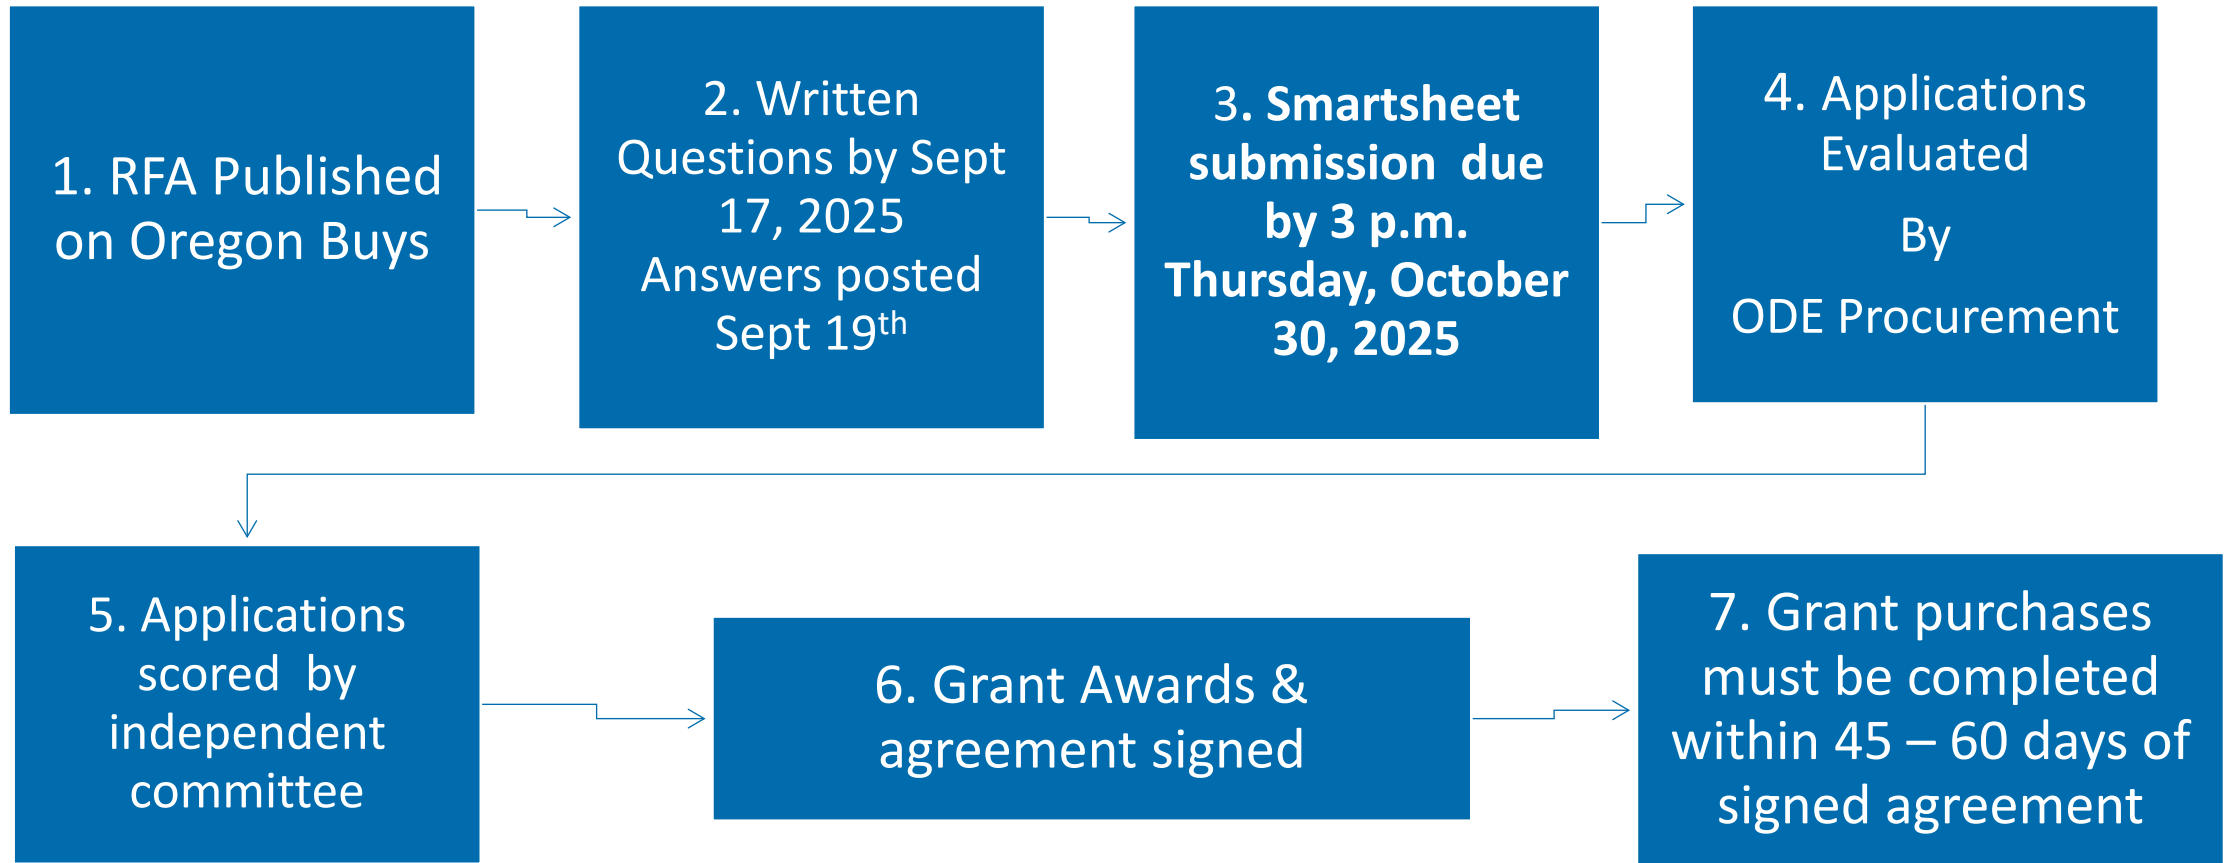 1. RFA Published
on Oregon Buys
2. Written
Questions by Sept
17, 2025
Answers posted
Sept 19th
3. Smartsheet
submission  due
by 3 p.m.
Thursday, October
30, 2025
4. Applications
Evaluated
By
ODE Procurement
5. Applications
scored  by
independent
committee
6. Grant Awards &
agreement signed
7. Grant purchases
must be completed
within 45 – 60 days of
signed agreement